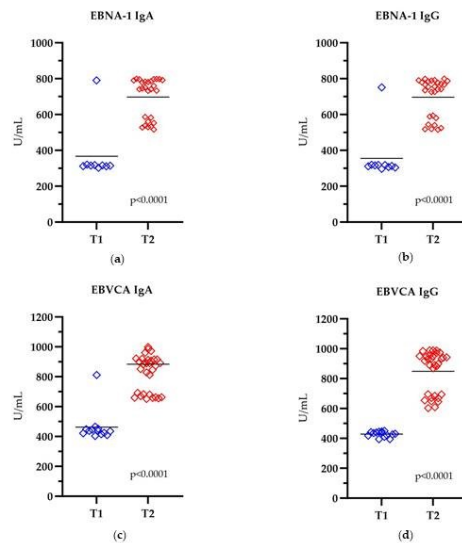 EBNA-1 IgA
1000
800
600
400
200
0
U/mL
p<0.0001
T1 T2
(a)
EBNA-1 IgG
1000
800
600
400
200
0
U/mL
p<0.0001
T1 T2
(b)
EBVCA IgA
1200
1000
800
600
400
200
0
U/mL
p<0.0001
T1 T2
(c)
EBVCA IgG
1200
1000
800
600
400
200
0
U/mL
p<0.0001
T1 T2
(d)